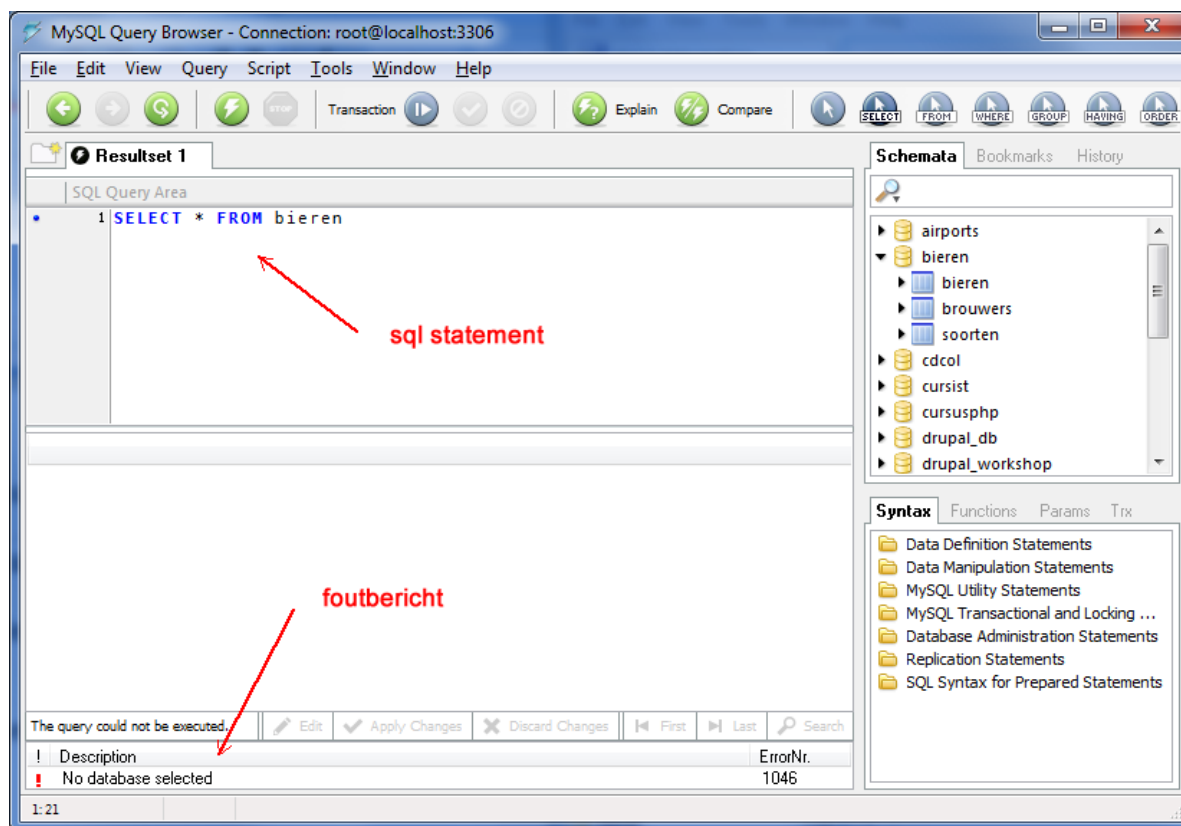 MySQL Query Browser - Connection: root@localhost:3306
File Edit View Query Script Tools Window Help
STOP Transaction Explain Compare SELECT FROM WHERE GROUP HAVING ORDER
Resultset 1
SQL Query Area
1 SELECT * FROM bieren
sql statement
foutbericht
The query could not be executed. Edit Apply Changes Discard Changes First Last Search
! Description ErrorNr.
! No database selected 1046
1: 21
Schemata Bookmarks History
airports
bieren
bieren
brouwers
soorten
cdcol
cursist
cursusphp
drupal_db
drupal_workshop
Syntax Functions Params Trx
Data Definition Statements
Data Manipulation Statements
MySQL Utility Statements
MySQL Transactional and Locking ...
Database Administration Statements
Replication Statements
SQL Syntax for Prepared Statements